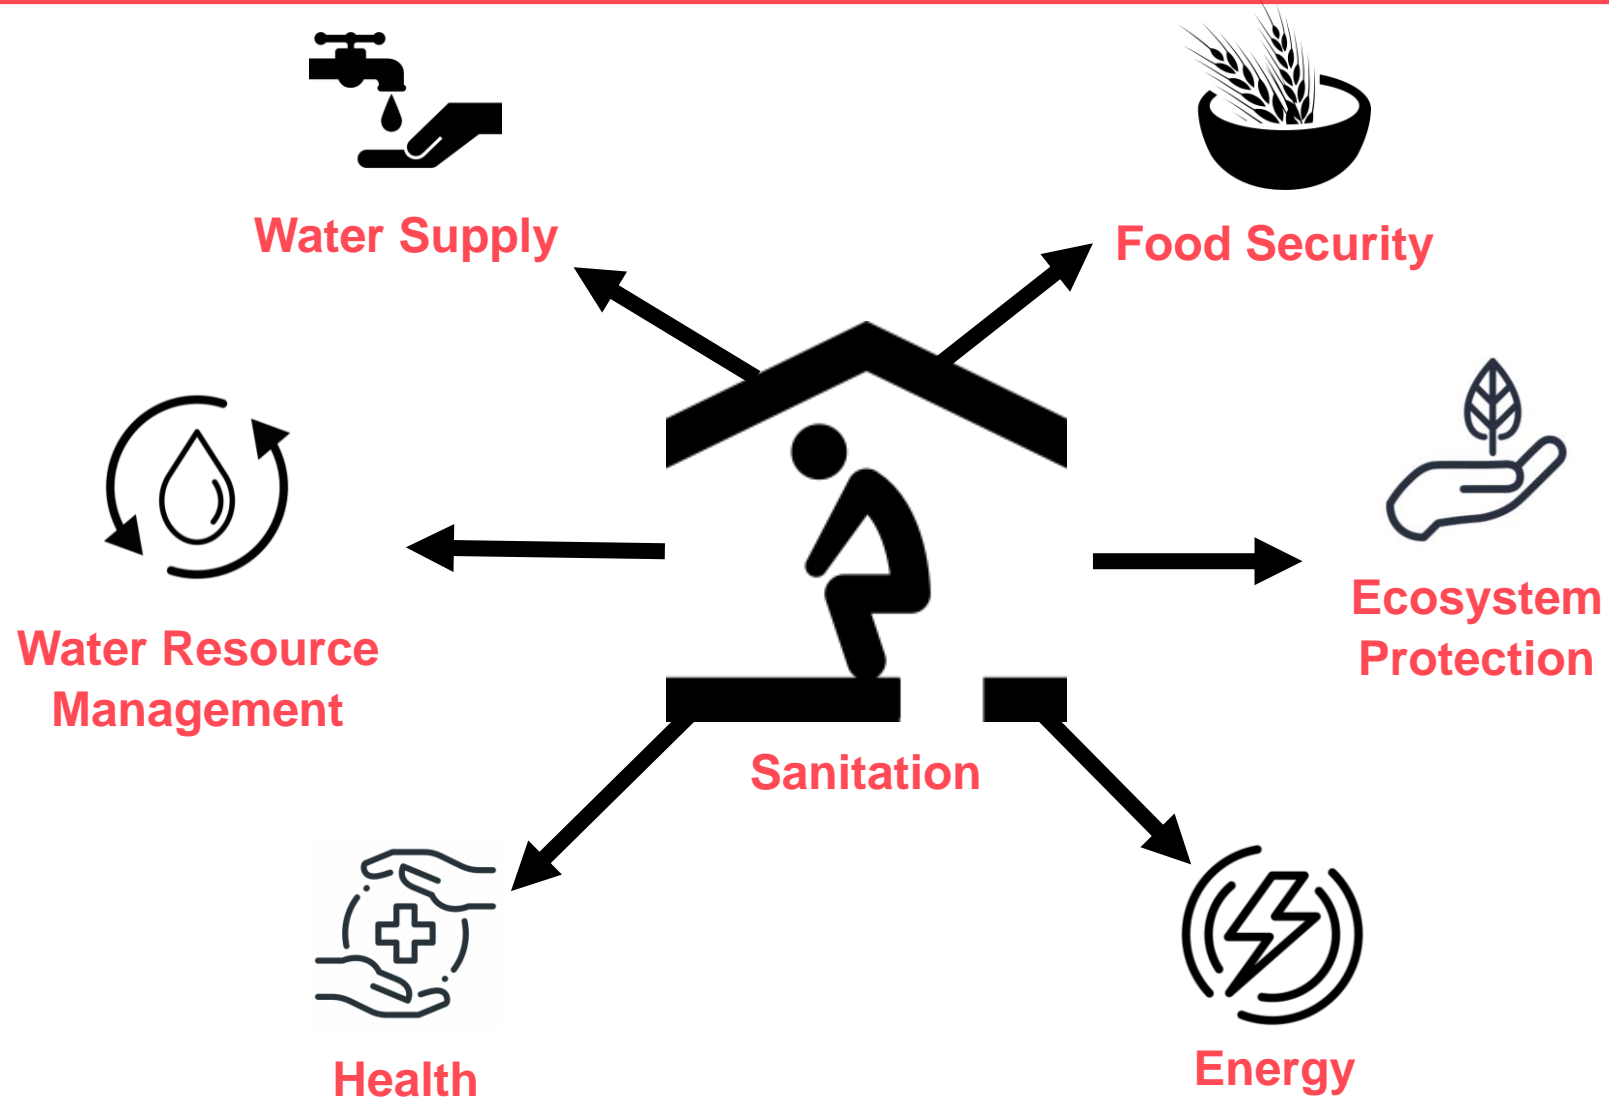 Water Supply
Food Security
Water Resource
Management
Ecosystem
Protection
Sanitation
Health
Energy